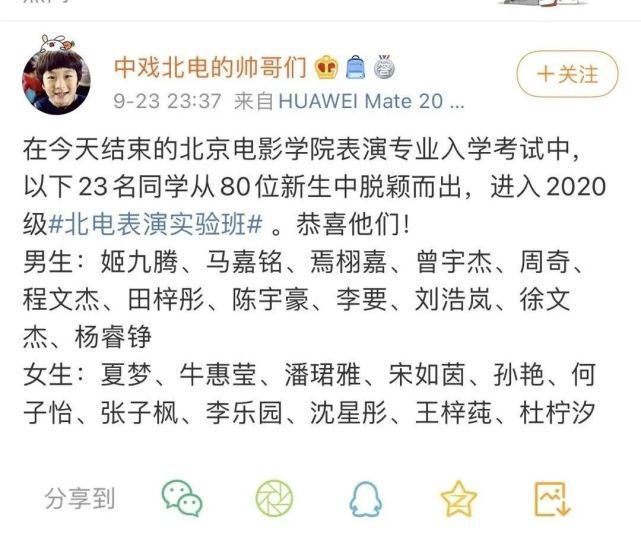 中戏北电的帅哥们
+关注
9-23 23:37 来自HUAWEI Mate 20 ...
在今天结束的北京电影学院表演专业入学考试中，
以下23名同学从80位新生中脱颖而出，进入2020
级#北电表演实验班# 。恭喜他们！
男生：姬九腾、马嘉铭、焉栩嘉、曾宇杰、周奇、
程文杰、田梓彤、陈宇豪、李要、刘浩岚、徐文
杰、杨睿铮
女生：夏梦、牛惠莹、潘珺雅、宋如茵、孙艳、何
子怡、张子枫、李乐园、沈星彤、王梓莼、杜柠汐
分享到